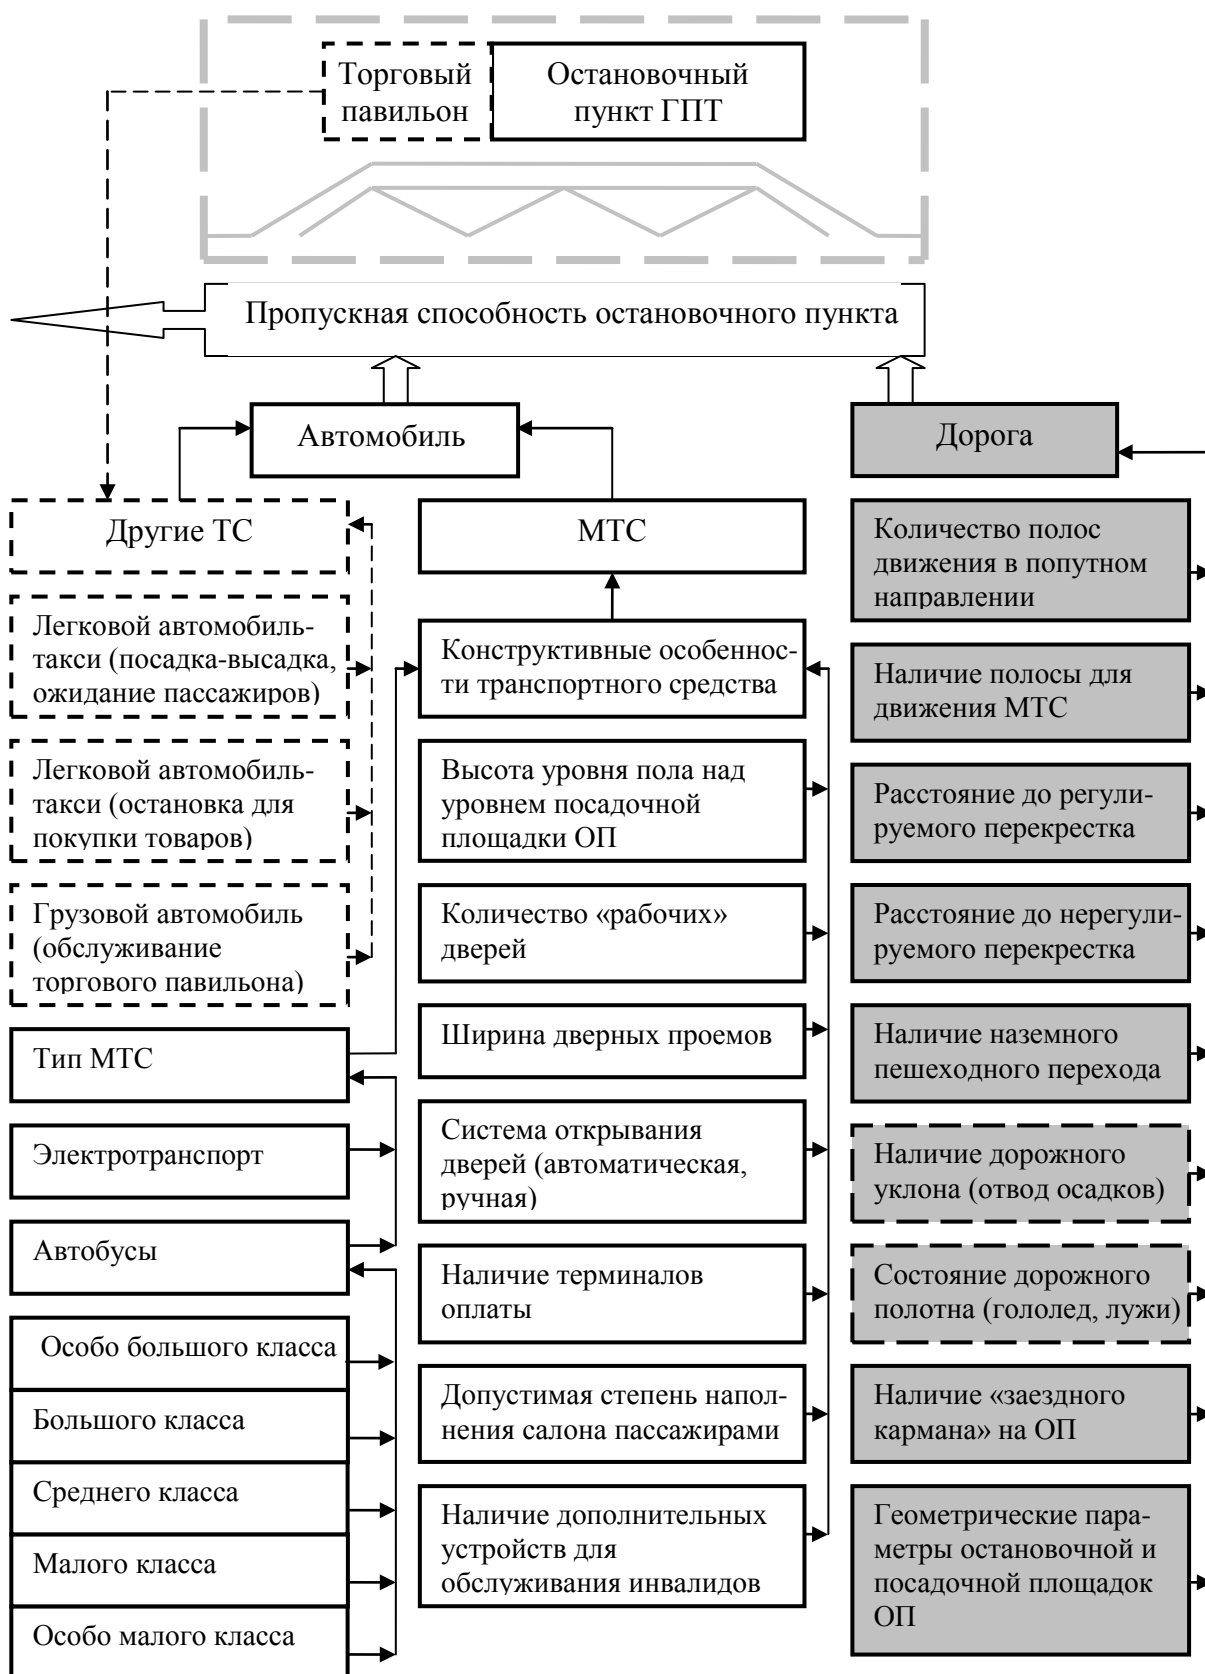 Торговый
павильон
Остановочный
пункт ГПТ
Пропускная способность остановочного пункта
Автомобиль
Дорога
Другие ТС
Легковой автомобиль-
такси (посадка-высадка,
ожидание пассажиров)
Легковой автомобиль-
такси (остановка для
покупки товаров)
Грузовой автомобиль
(обслуживание
торгового павильона)
Тип МТС
Электротранспорт
Автобусы
Особо большого класса
Большого класса
Среднего класса
Малого класса
Особо малого класса
МТС
Конструктивные особенно-
сти транспортного средства
Высота уровня пола над
уровнем посадочной
площадки ОП
Количество «рабочих»
дверей
Ширина дверных проемов
Система открывания
дверей (автоматическая,
ручная)
Наличие терминалов
оплаты
Допустимая степень напол-
нения салона пассажирами
Наличие дополнительных
устройств для
обслуживания инвалидов
Количество полос
движения в попутном
направлении
Наличие полосы для
движения МТС
Расстояние до регули-
руемого перекрестка
Расстояние до нерегули-
руемого перекрестка
Наличие наземного
пешеходного перехода
Наличие дорожного
уклона (отвод осадков)
Состояние дорожного
полотна (гололед, лужи)
Наличие «заездного
кармана» на ОП
Геометрические пара-
метры остановочной и
посадочной площадок
ОП